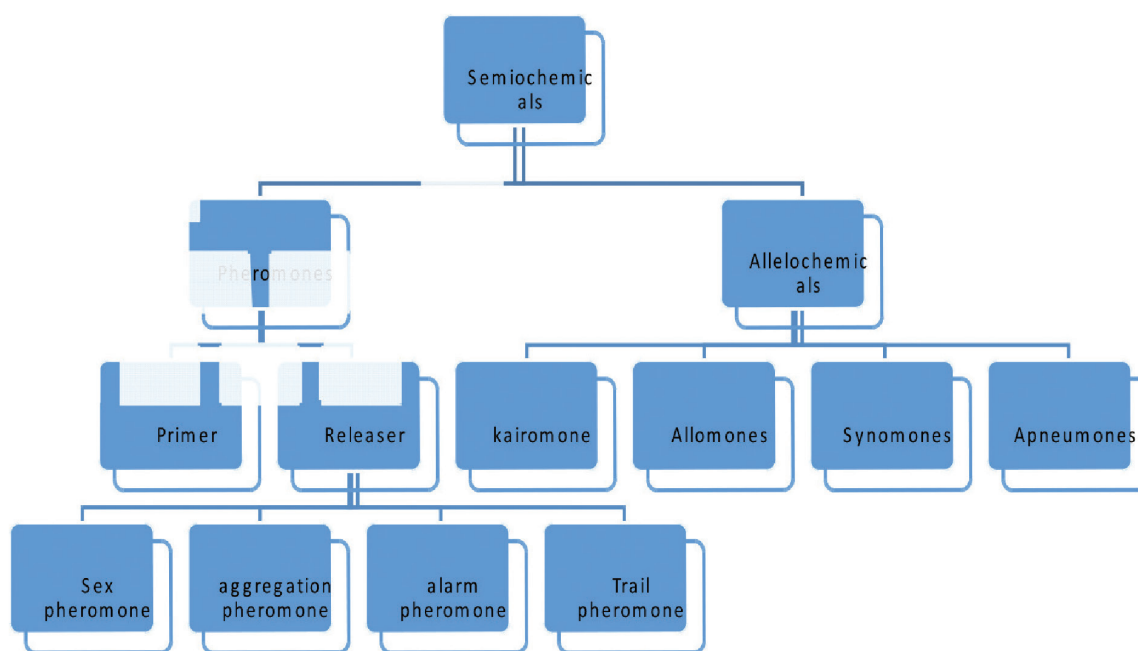 Semiochemic
als
Pheromones
Allelochemic
als
Primer
Releaser
kairomone
Allomones
Synomones
Apneumones
Sex
pheromone
aggregation
pheromone
alarm
pheromone
Trail
pheromone